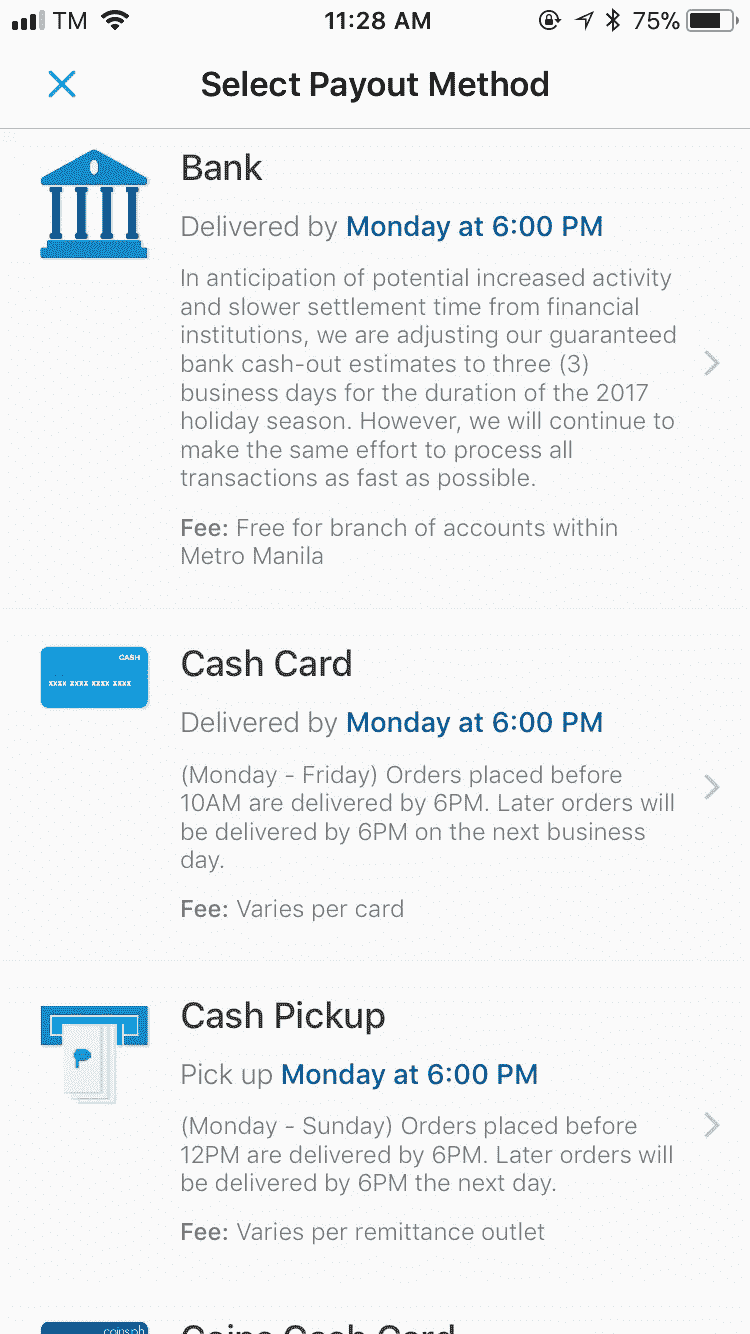 TM 11:28 AM 75%
Select Payout Method
Bank
Delivered by Monday at 6:00 PM
In anticipation of potential increased activity
and slower settlement time from financial
institutions, we are adjusting our guaranteed
bank cash-out estimates to three (3)
business days for the duration of the 2017
holiday season. However, we will continue to
make the same effort to process all
transactions as fast as possible.
Fee: Free for branch of accounts within
Metro Manila
CASH
XXXX XXXX XXXX XXXX
Cash Card
Delivered by Monday at 6:00 PM
(Monday - Friday) Orders placed before
10AM are delivered by 6PM. Later orders will
be delivered by 6PM on the next business
day.
Fee: Varies per card
Cash Pickup
Pick up Monday at 6:00 PM
(Monday - Sunday) Orders placed before
12PM are delivered by 6PM. Later orders will
be delivered by 6PM the next day.
Fee: Varies per remittance outlet
coins.ph
Coins Cash Card